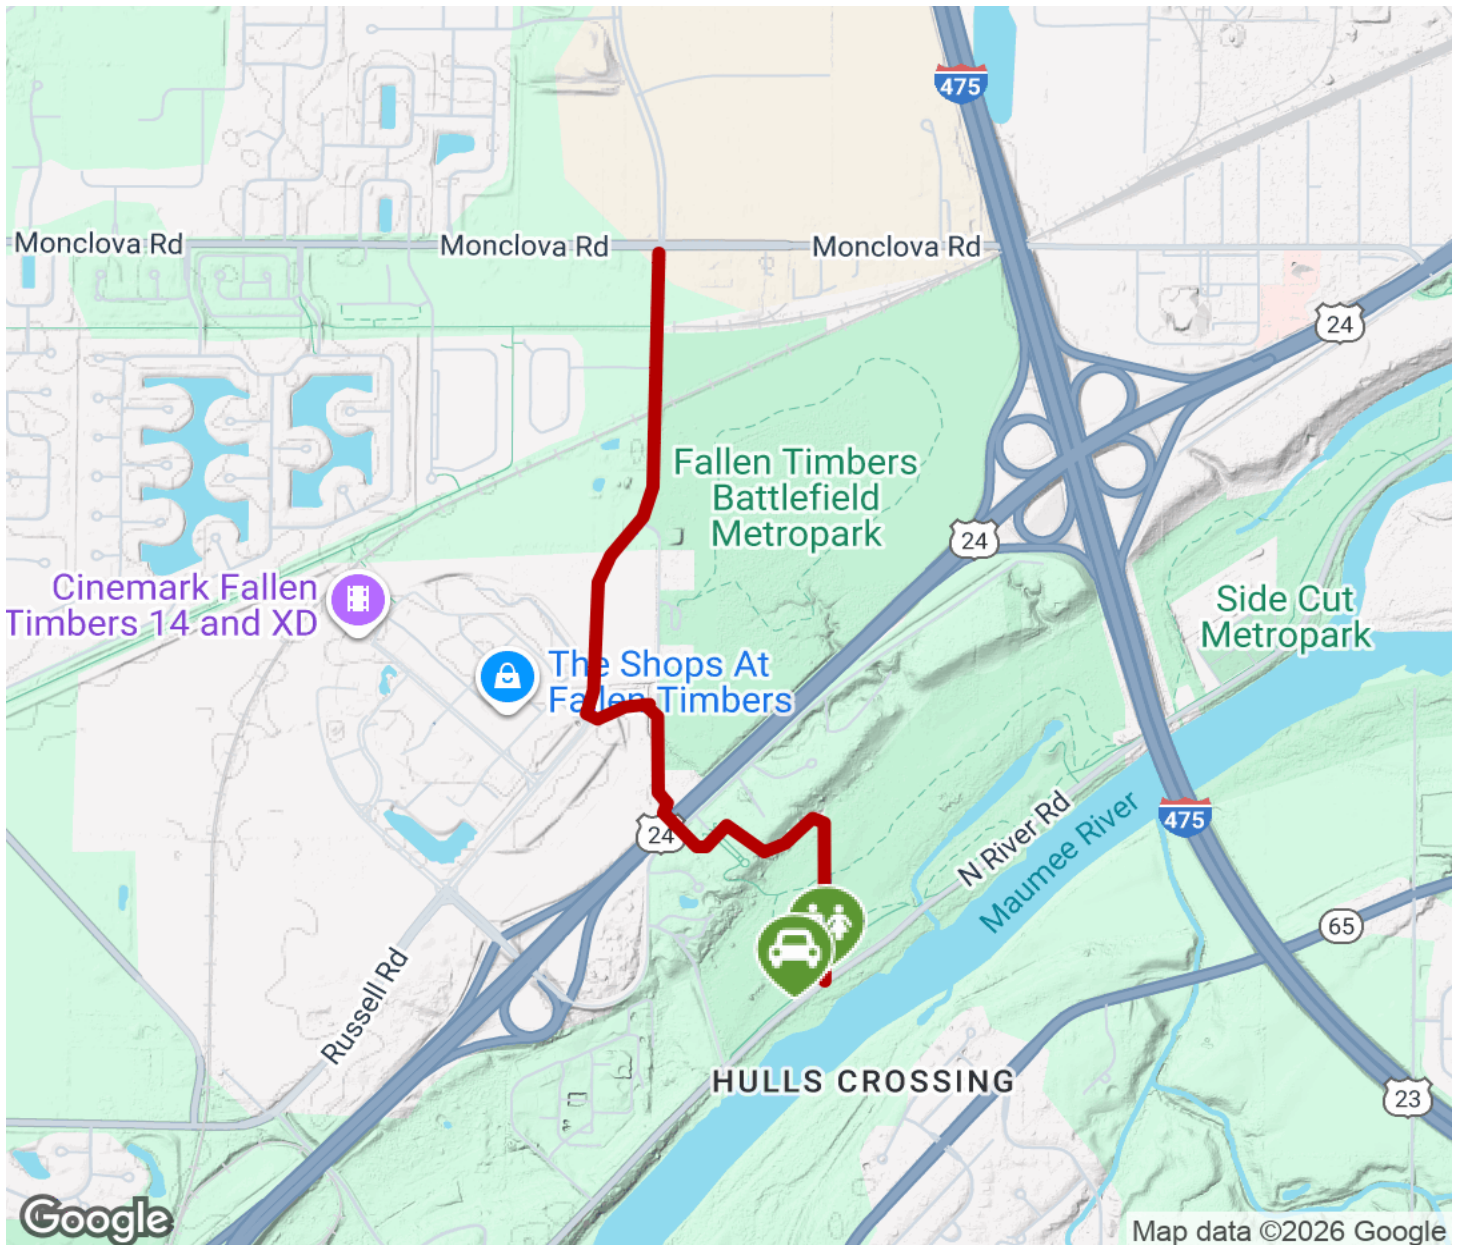 475
Monclova Rd
Monclova Rd
Monclova Rd
24
Fallen Timbers
Battlefield
Metropark
24
Cinemark Fallen
Timbers 14 and XD
Side Cut
Metropark
The Shops At
Fallen Timbers
24
475
N River Rd
Maumee River
65
Russell Rd
HULLS CROSSING
23
Google
Map data ©2026 Google